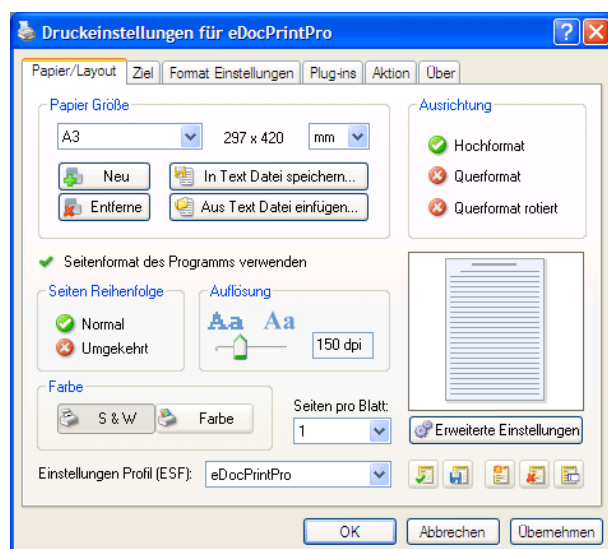 Druckeinstellungen für eDocPrintPro
Papier/Layout Ziel Format Einstellungen Plug-ins Aktion Über
Papier Größe
A3 297 x 420 mm
Neu In Text Datei speichern...
Entferne Aus Text Datei einfügen...
Ausrichtung
Hochformat
Querformat
Querformat rotiert
Seitenformat des Programms verwenden
Seiten Reihenfolge
Normal
Umgekehrt
Auflösung
Aa Aa
150 dpi
Farbe
S & W Farbe
Seiten pro Blatt:
1
Erweiterte Einstellungen
Einstellungen Profil (ESF): eDocPrintPro
OK Abbrechen Übernehmen